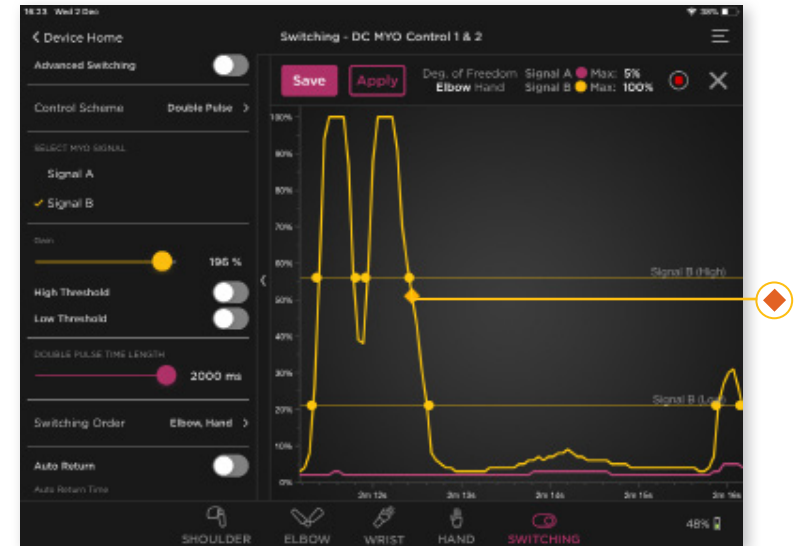 16:23 Wed 2 Dec 38%
Device Home
Switching - DC MYO Control 1 & 2
Advanced Switching
Save
Apply
Deg. of Freedom Signal A Max: 5%
Elbow Hand Signal B Max: 100%
Control Scheme Double Pulse
SELECT MYO SIGNAL
Signal A
Signal B
Gain
196 %
High Threshold
Low Threshold
DOUBLE PULSE TIME LENGTH
2000 ms
Switching Order Elbow, Hand
Auto Return
Auto Return Time
100%
90%
80%
70%
60%
50%
40%
30%
20%
10%
0%
Signal B (High)
Signal B (Low)
2m 12s 2m 13s 2m 14s 2m 15s 2m 16s
SHOULDER ELBOW WRIST HAND SWITCHING
48%